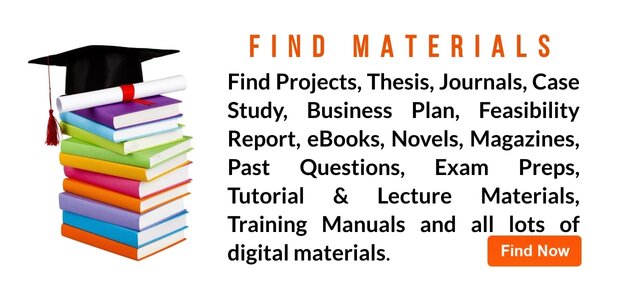 FIND MATERIALS
Find Projects, Thesis, Journals, Case
Study, Business Plan, Feasibility
Report, eBooks, Novels, Magazines,
Past Questions, Exam Preps,
Tutorial & Lecture Materials,
Training Manuals and all lots of
digital materials.
Find Now